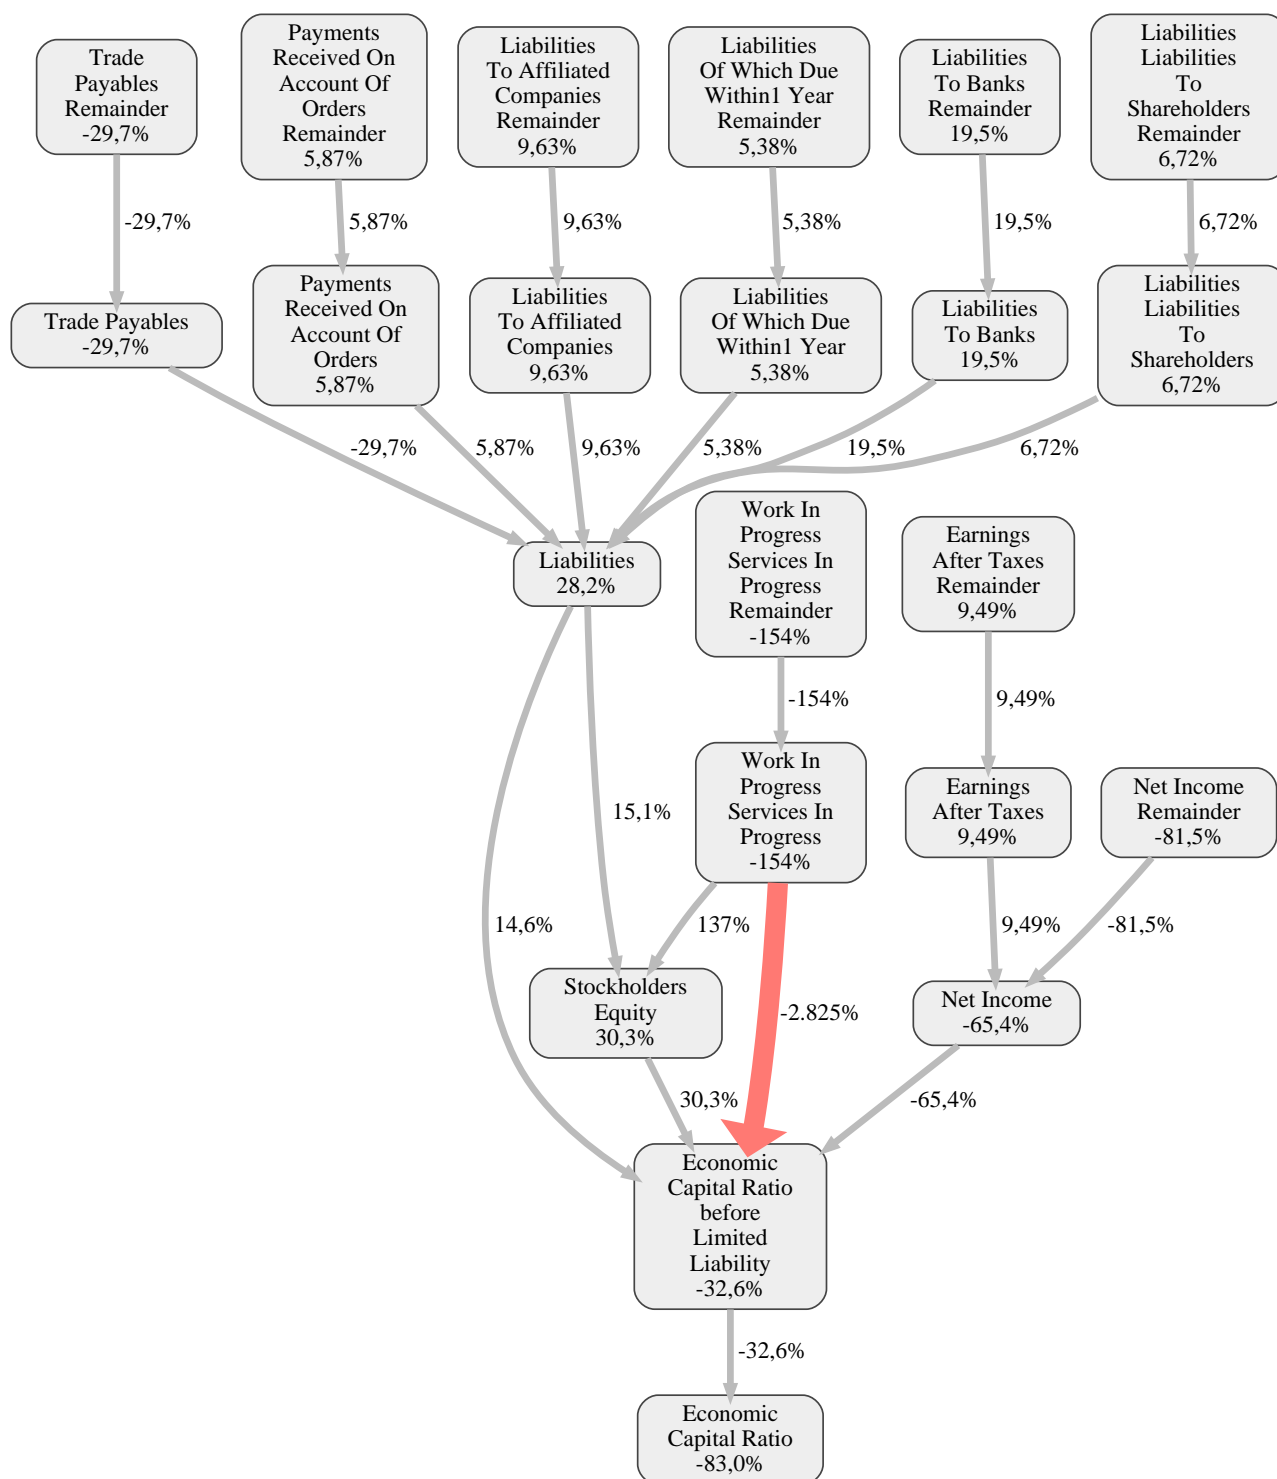 Trade
Payables
Remainder
-29,7%
Payments
Received On
Account Of
Orders
Remainder
5,87%
Liabilities
To Affiliated
Companies
Remainder
9,63%
Liabilities
Of Which Due
Within1 Year
Remainder
5,38%
Liabilities
To Banks
Remainder
19,5%
Liabilities
Liabilities
To
Shareholders
Remainder
6,72%
-29,7%
5,87%
9,63%
5,38%
19,5%
6,72%
Trade Payables
-29,7%
Payments
Received On
Account Of
Orders
5,87%
Liabilities
To Affiliated
Companies
9,63%
Liabilities
Of Which Due
Within1 Year
5,38%
Liabilities
To Banks
19,5%
Liabilities
Liabilities
To
Shareholders
6,72%
-29,7%
5,87%
9,63%
5,38%
19,5%
6,72%
Liabilities
28,2%
Work In
Progress
Services In
Progress
Remainder
-154%
Earnings
After Taxes
Remainder
9,49%
-154%
9,49%
Work In
Progress
Services In
Progress
-154%
Earnings
After Taxes
9,49%
Net Income
Remainder
-81,5%
15,1%
14,6%
137%
9,49%
-81,5%
Stockholders
Equity
30,3%
-2.825%
Net Income
-65,4%
30,3%
-65,4%
Economic
Capital Ratio
before
Limited
Liability
-32,6%
-32,6%
Economic
Capital Ratio
-83,0%